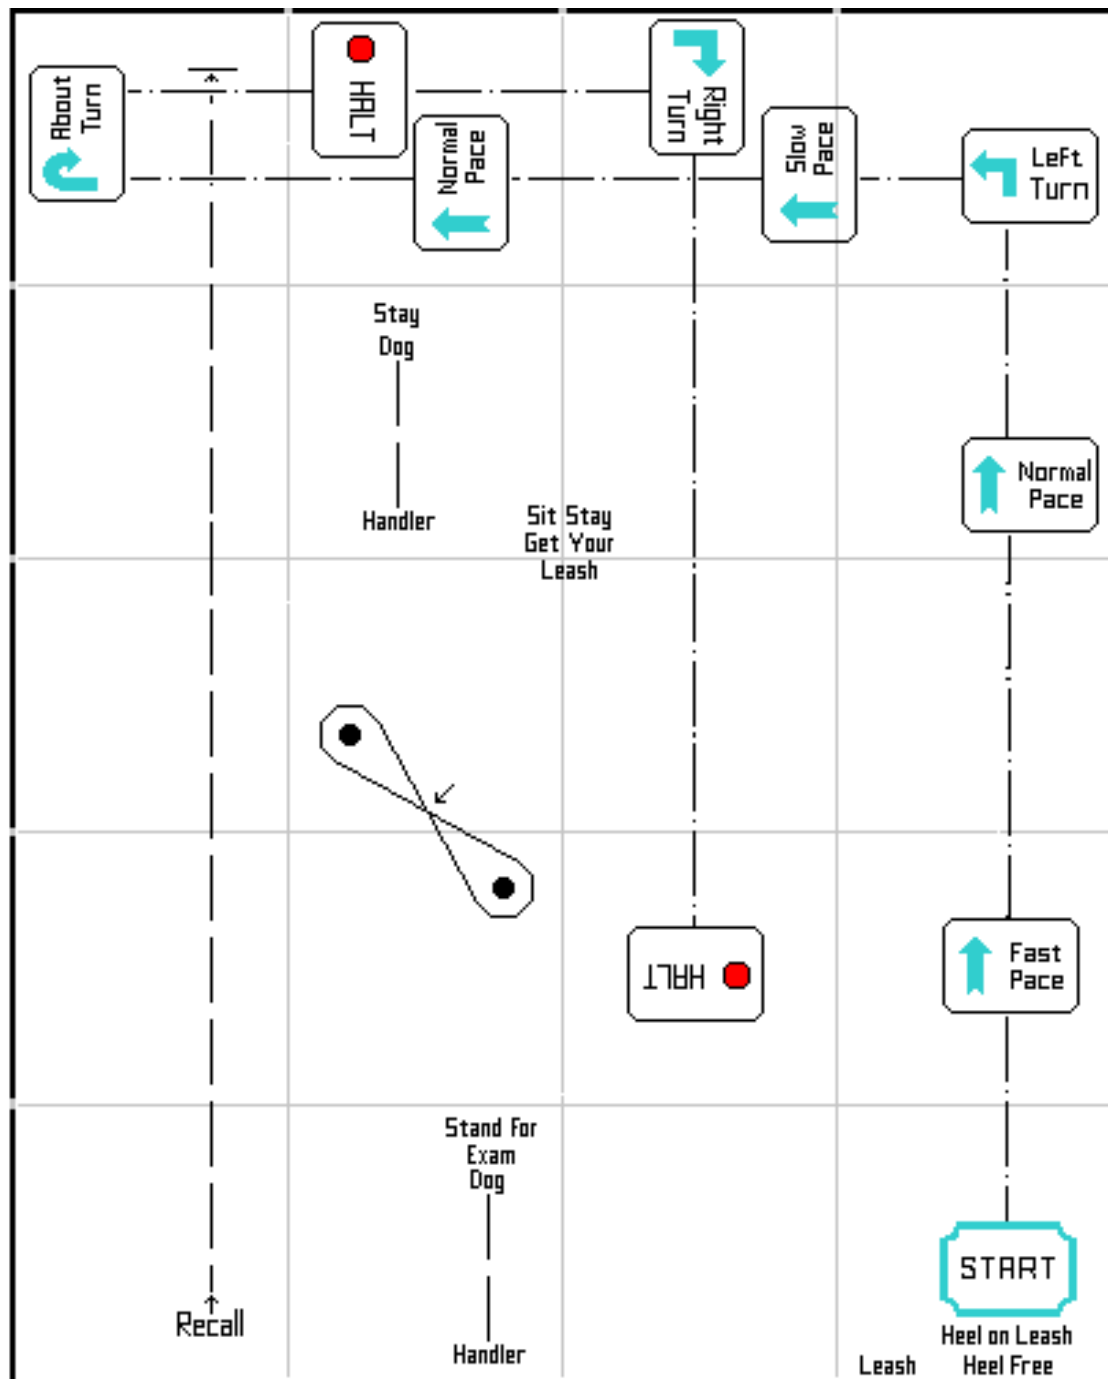 About
Turn
HALT
Normal
Pace
Right
Turn
Slow
Pace
Left
Turn
Stay
Dog
Handler
Normal
Pace
Sit Stay
Get Your
Leash
HALT
Fast
Pace
Stand For
Exam
Dog
Handler
Recall
START
Heel on Leash
Leash
Heel Free